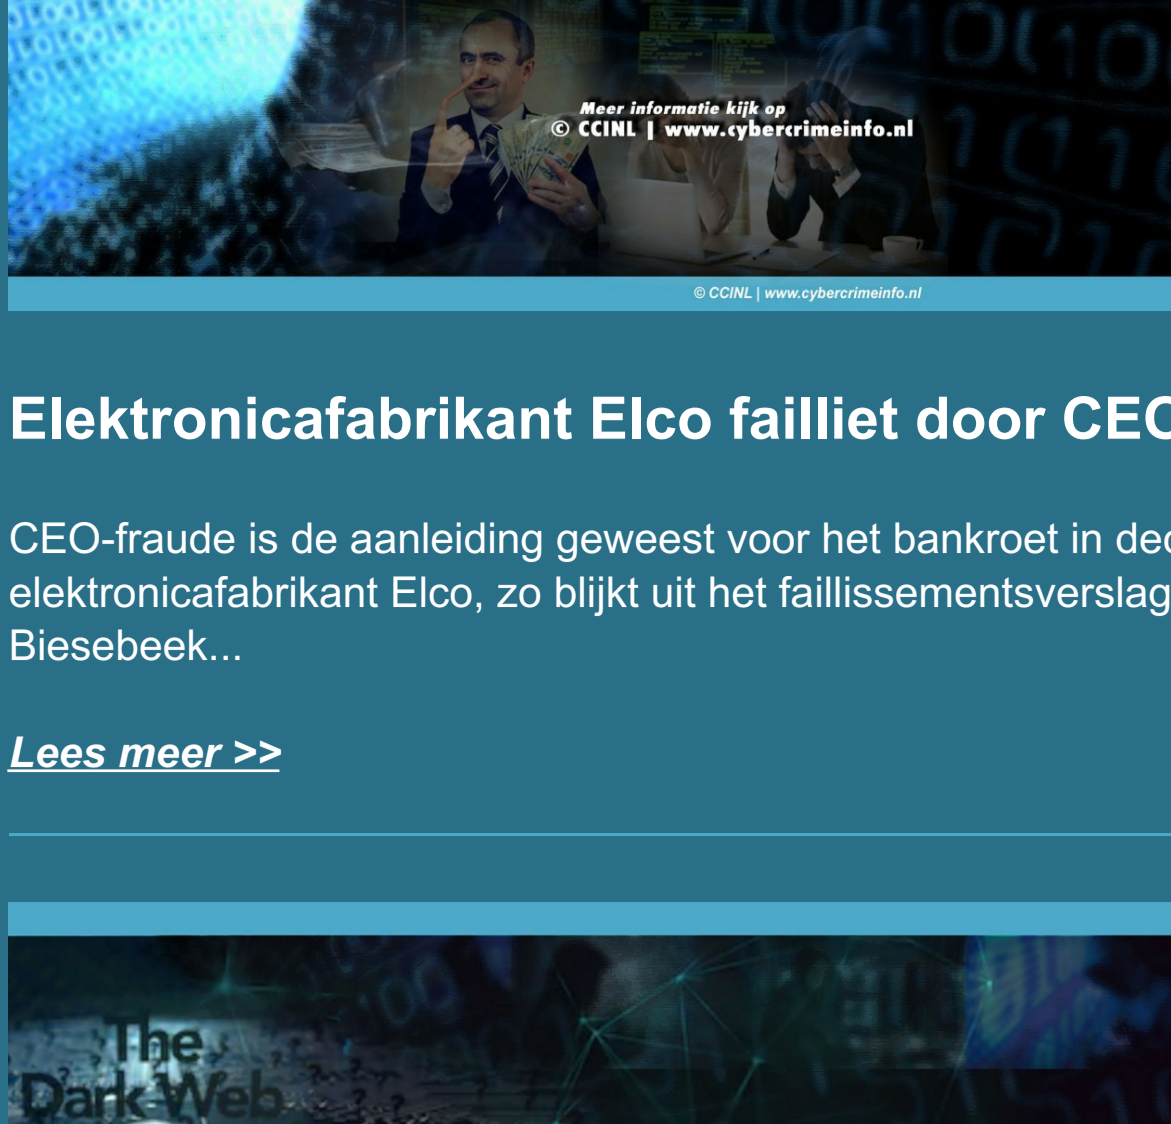 Meer informatie kijk op
© CCINL | www.cybercrimeinfo.nl
© CCINL | www.cybercrimeinfo.nl
Elektronicafabrikant Elco failliet door CEO
CEO-fraude is de aanleiding geweest voor het bankroet in dec
elektronicafabrikant Elco, zo blijkt uit het faillissementsverslag
Biesebeek...
Lees meer >>
The
Dark Web